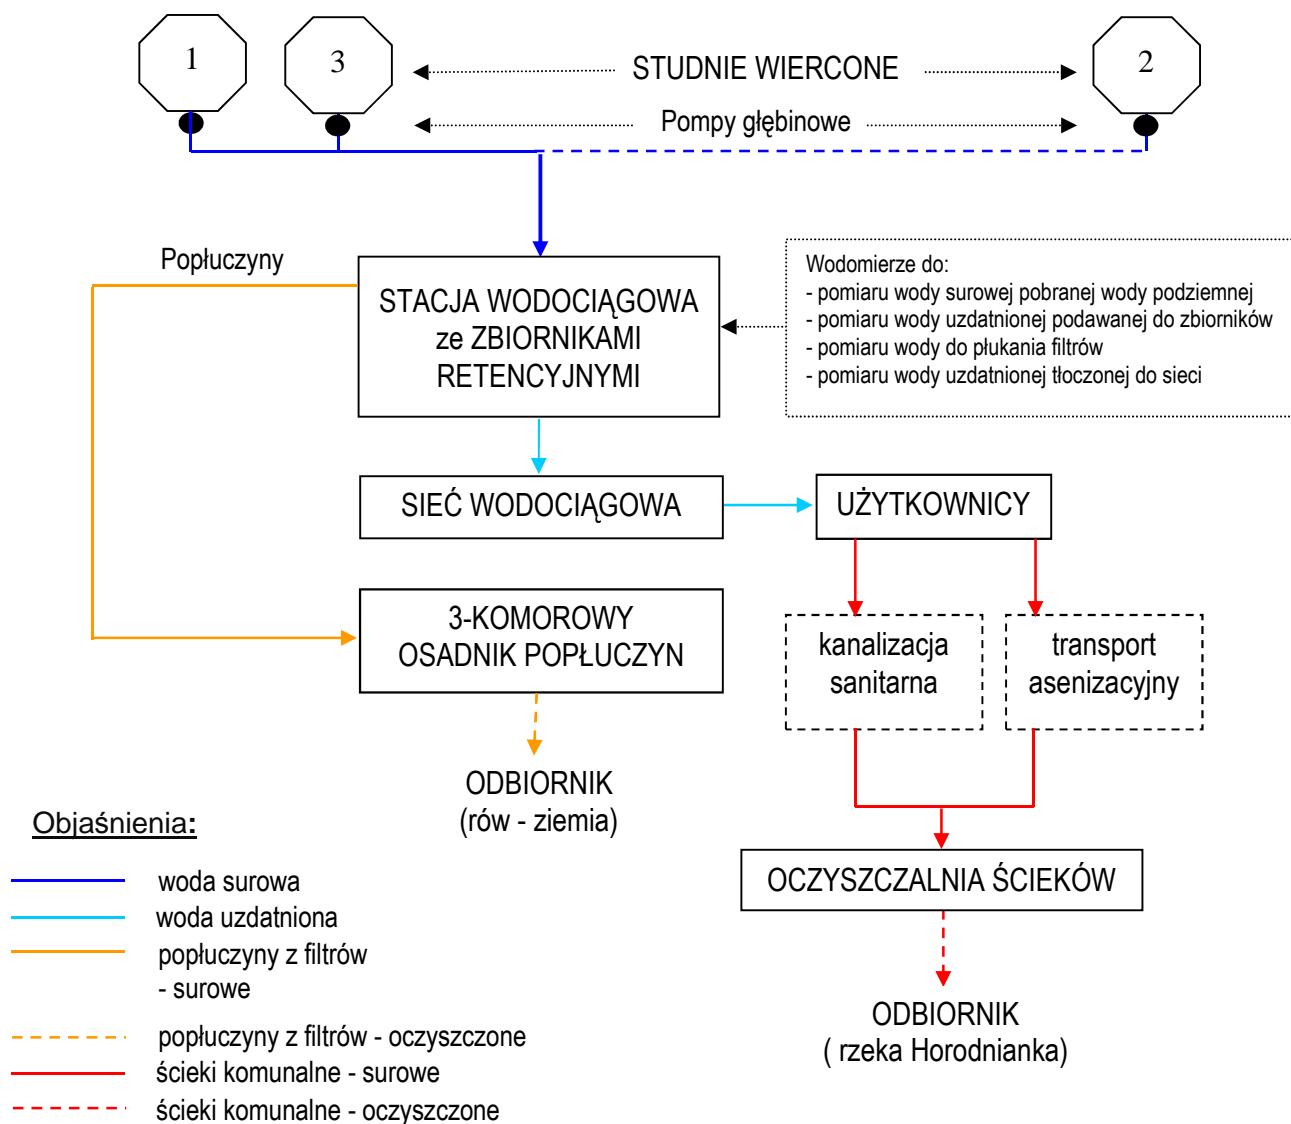 1
3
STUDNIE WIERCONE
2
Pompy głębinowe
Popłuczyny
STACJA WODOCIĄGOWA
ze ZBIORNIKAMI
RETENCYJNYMI
Wodomierze do:
- pomiaru wody surowej pobranej wody podziemnej
- pomiaru wody uzdatnionej podawanej do zbiorników
- pomiaru wody do płukania filtrów
- pomiaru wody uzdatnionej tłoczonej do sieci
SIEĆ WODOCIĄGOWA
UŻYTKOWNICY
3-KOMOROWY
OSADNIK POPŁUCZYN
kanalizacja
sanitarna
transport
asenizacyjny
ODBIORNIK
(rów - ziemia)
OCZYSZCZALNIA ŚCIEKÓW
ODBIORNIK
( rzeka Horodnianka)
Objaśnienia:
woda surowa
woda uzdatniona
popłuczyny z filtrów
- surowe
popłuczyny z filtrów - oczyszczone
ścieki komunalne - surowe
ścieki komunalne - oczyszczone